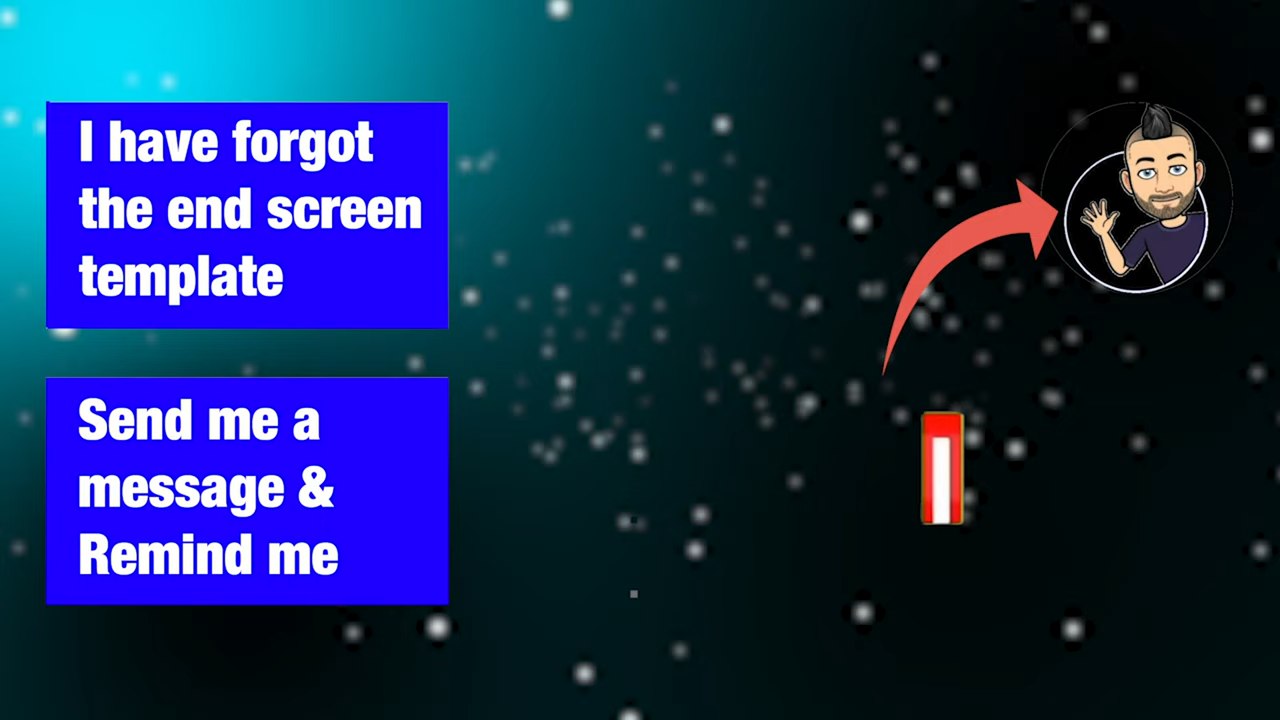 I have forgot
the end screen
template
Send me a
message &
Remind me